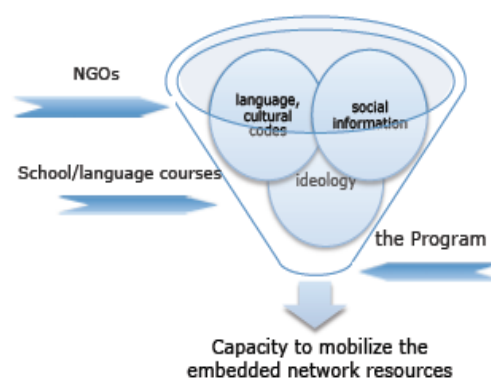 NGOs
language,
cultural
codes
social
information
School/language courses
ideology
the Program
Capacity to mobilize the
embedded network resources